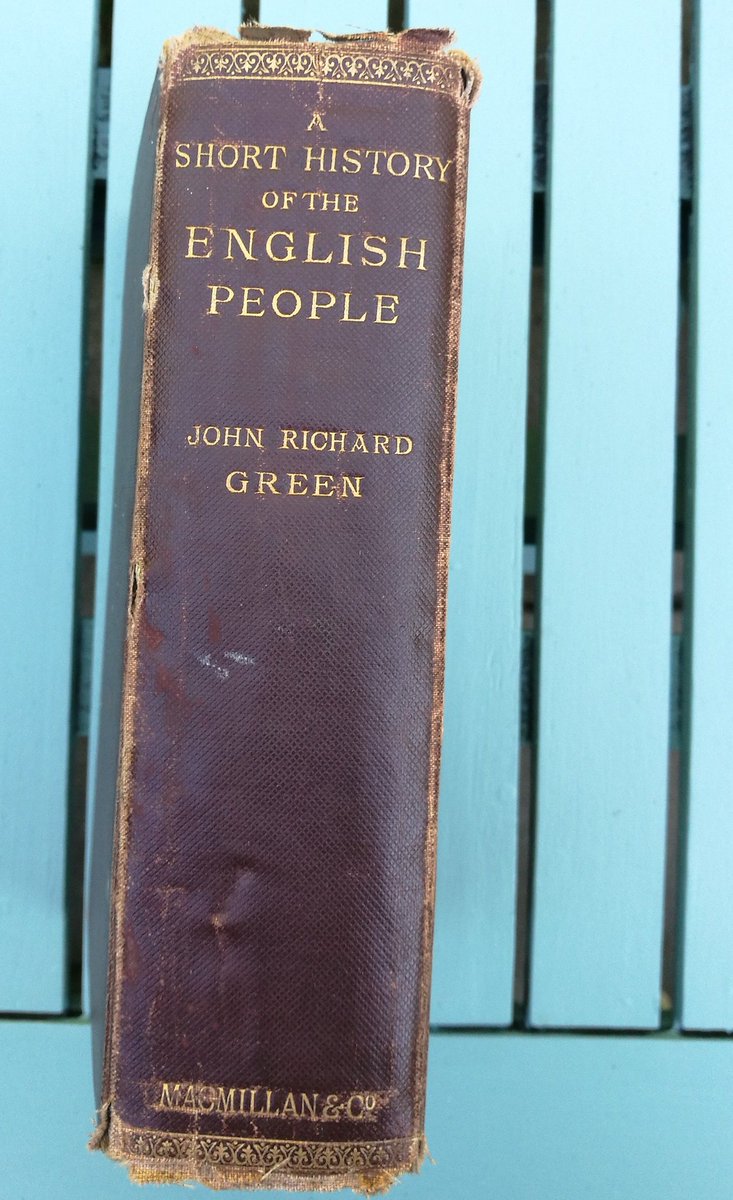 A
SHORT HISTORY
OF THE
ENGLISH
PEOPLE
JOHN RICHARD
GREEN
MACMILLAN & Co